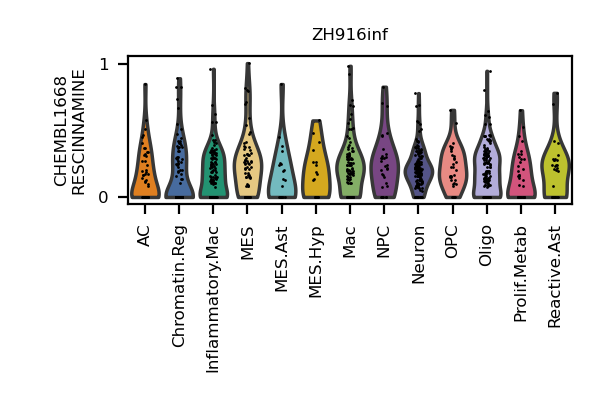 ZH916inf
CHEMBL1668
RESCINNAMINE
1
0
AC
Chromatin.Reg
Inflammatory.Mac
MES
MES.Ast
MES.Hyp
Mac
NPC
Neuron
OPC
Oligo
Prolif.Metab
Reactive.Ast